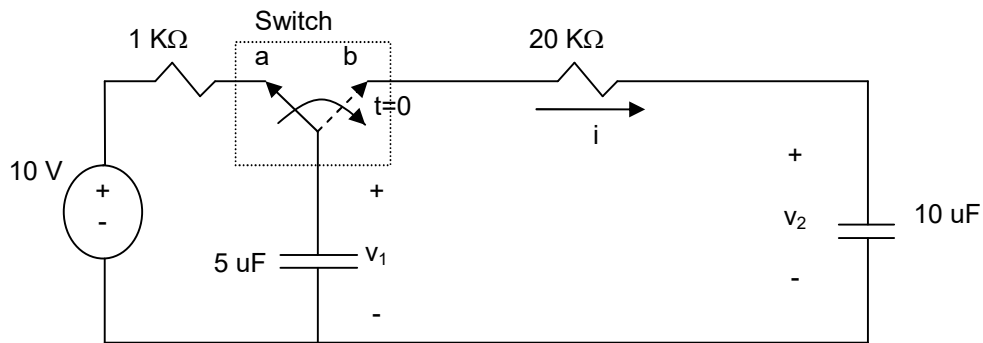 Switch
1 KΩ
a b
20 KΩ
t=0
i
10 V
+
-
+
5 uF
v₁
-
+
v₂
-
10 uF